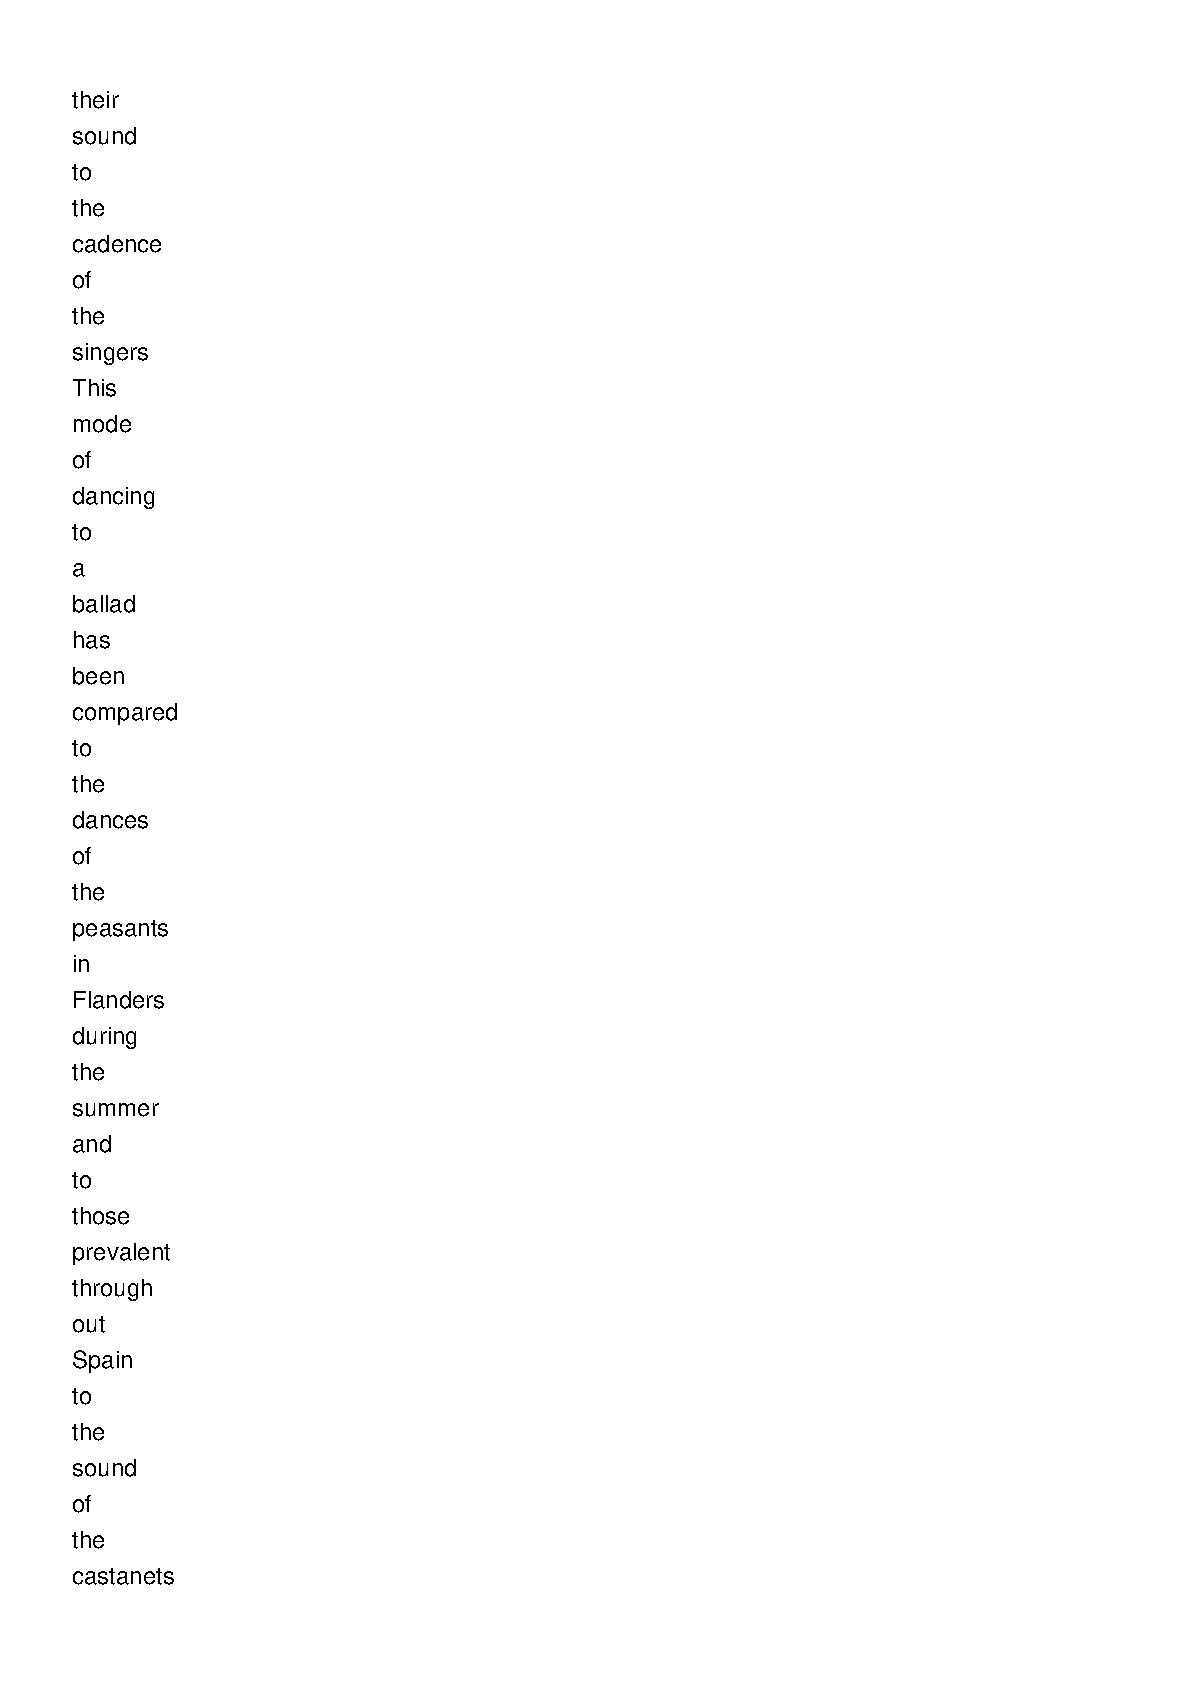 their
sound
to
the
cadence
of
the
singers
This
mode
of
dancing
to
a
ballad
has
been
compared
to
the
dances
of
the
peasants
in
Flanders
during
the
summer
and
to
those
prevalent
through
out
Spain
to
the
sound
of
the
castanets